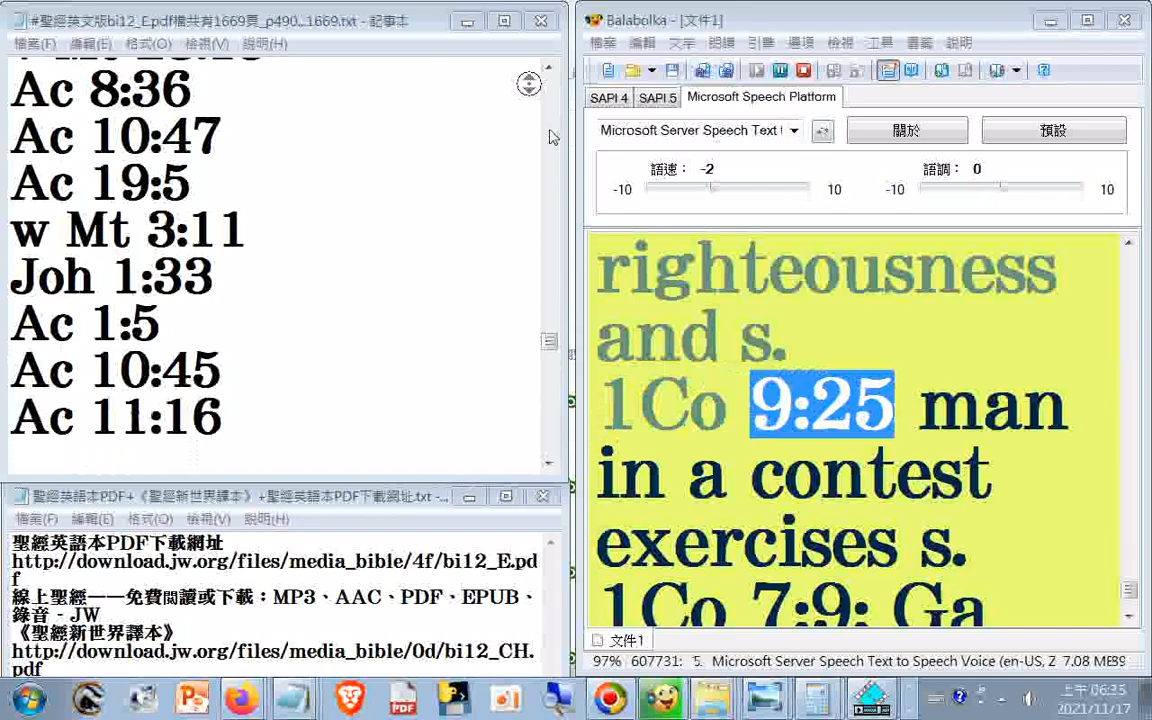 #聖經英文版bi12_E.pdf檔共有1669頁_p490...1669.txt - 記事本
檔案(F) 編輯(E) 格式(O) 檢視(V) 說明(H)
Ac 8:36
Ac 10:47
Ac 19:5
w Mt 3:11
Joh 1:33
Ac 1:5
Ac 10:45
Ac 11:16
聖經英語本PDF+《聖經新世界譯本》+聖經英語本PDF下載網址.txt - ...
檔案(F) 編輯(E) 格式(O) 檢視(V) 說明(H)
聖經英語本PDF下載網址
http://download.jw.org/files/media_bible/4f/bi12_E.pd
f
線上聖經——免費閱讀或下載：MP3、AAC、PDF、EPUB、
錄音 - JW
《聖經新世界譯本》
http://download.jw.org/files/media_bible/0d/bi12_CH.
pdf
Balabolka - [文件1]
檔案 編輯 文字 朗讀 引擎 選項 檢視 工具 書籤 說明
SAPI 4 SAPI 5 Microsoft Speech Platform
Microsoft Server Speech Text 關於 預設
語速： -2 語調： 0
-10 10 -10 10
righteousness
and s.
1Co 9:25 man
in a contest
exercises s.
1Co 7:9; Ga
文件1
97% 607731: 5. Microsoft Server Speech Text to Speech Voice (en-US, Z 7.08 MB
上午 06:35
2021/11/17